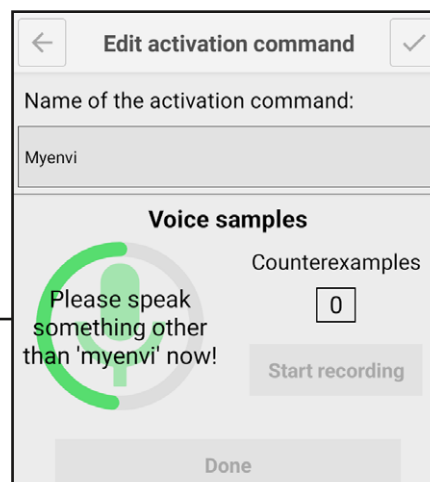 Edit activation command
Name of the activation command:
Myenvi
Voice samples
Counterexamples
0
Please speak
something other
than 'myenvi' now!
Start recording
Done